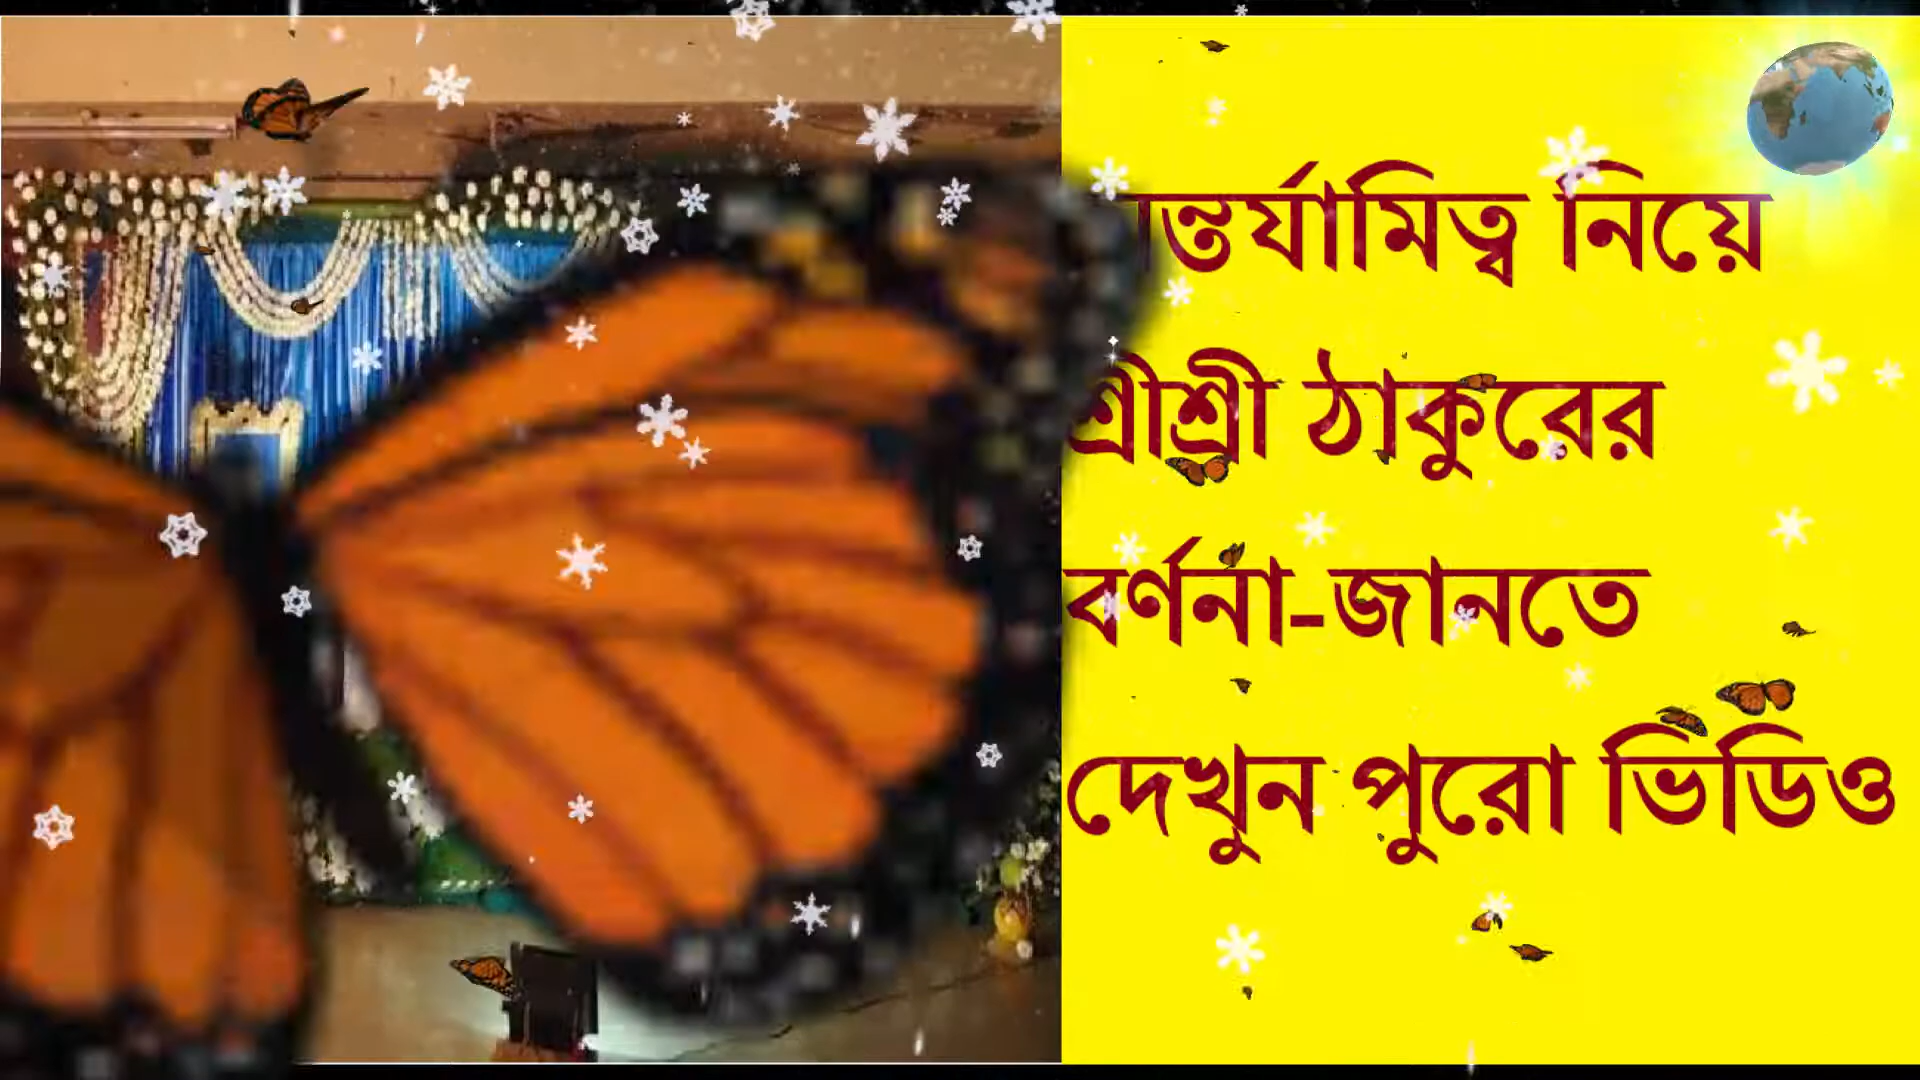 ন্তর্যামিত্ব নিয়ে
শ্রীশ্রী ঠাকুরের
বর্ণনা-জানতে
দেখুন পুরো ভিডিও